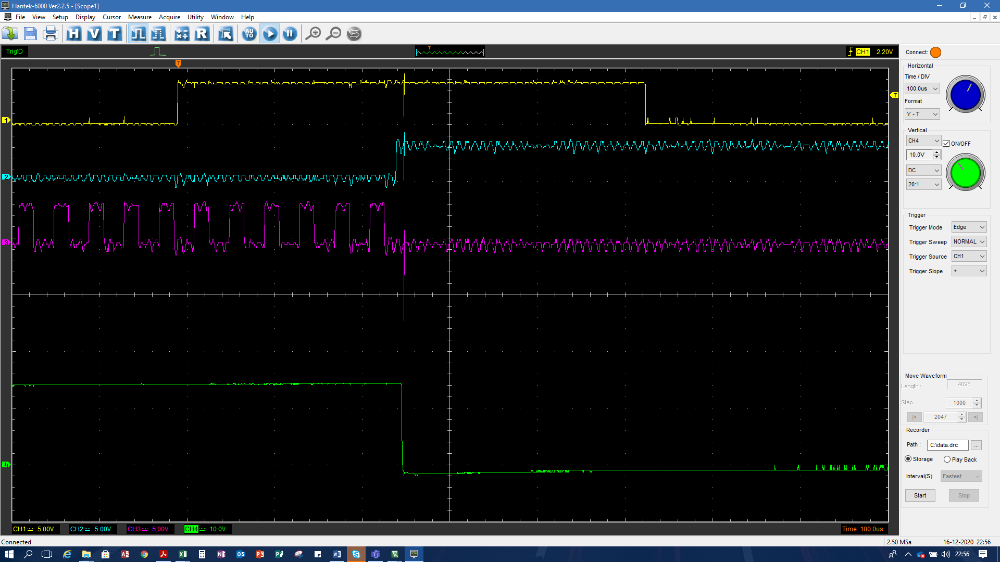 Hantek-6000 Ver2.2.5 - [Scope1]
File View Setup Display Cursor Measure Acquire Utility Window Help
H V T R AUTO
Trig'D
T
CH1 2.20V
Connect:
T
T
1
2
3
4
Horizontal
Time / DIV
100.0us
Format
Y - T
Vertical
CH4
ON/OFF
10.0V
DC
20:1
Trigger
Trigger Mode Edge
Trigger Sweep NORMAL
Trigger Source CH1
Trigger Slope +
Move Waveform
Length : 4096
Step 1000
|< 2047 >|
Recorder
Path : C:\data.drc ...
Storage Play Back
Interval(S) Fastest
Start Stop
CH1 5.00V CH2 5.00V CH3 5.00V CH4 10.0V Time: 100.0us
Connected 2.50 MSa 16-12-2020 22:56
22:56